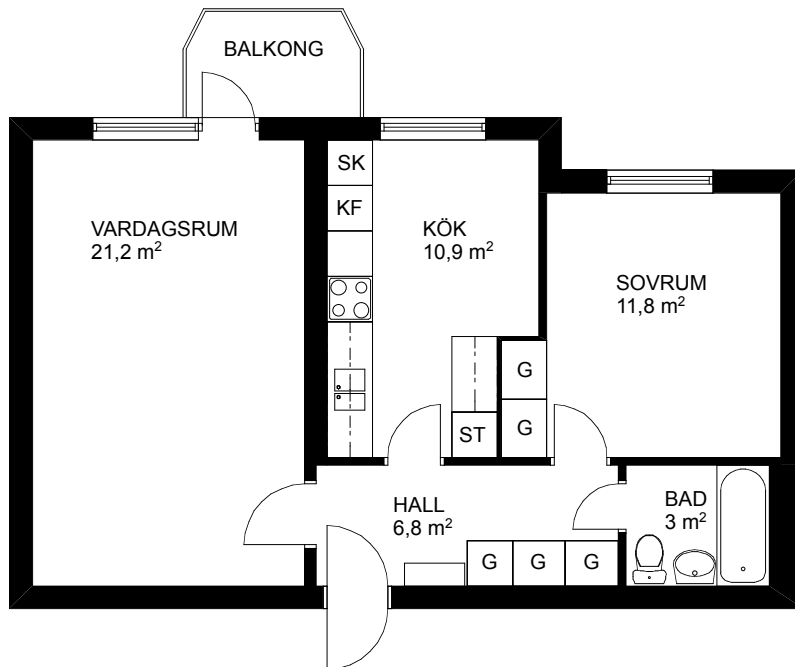 BALKONG
SK
KF
VARDAGSRUM
21,2 m²
KÖK
10,9 m²
SOVRUM
11,8 m²
G
G
ST
HALL
6,8 m²
BAD
3 m²
G
G
G